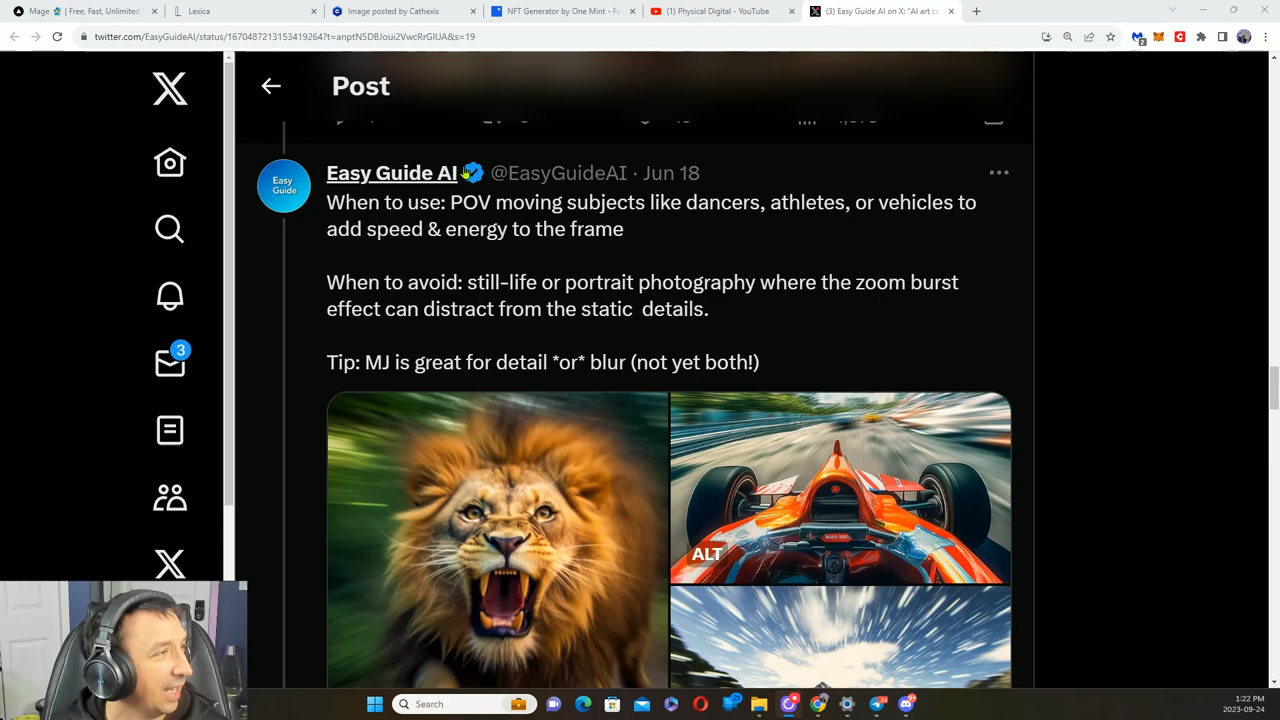 Mage Free, Fast, Unlimited
Lexica
Image posted by Cathexis
NFT Generator by One Mint - Fr
(1) Physical Digital - YouTube
(3) Easy Guide AI on X: "AI art ca
twitter.com/EasyGuideAI/status/1670487213153419264?t=anptN5DBJoui2VwcRrGIUA&s=19
Post
Easy Guide AI @EasyGuideAI · Jun 18
Easy
Guide
When to use: POV moving subjects like dancers, athletes, or vehicles to
add speed & energy to the frame
When to avoid: still-life or portrait photography where the zoom burst
effect can distract from the static details.
Tip: MJ is great for detail *or* blur (not yet both!)
3
ALT
Search
1:22 PM
2023-09-24